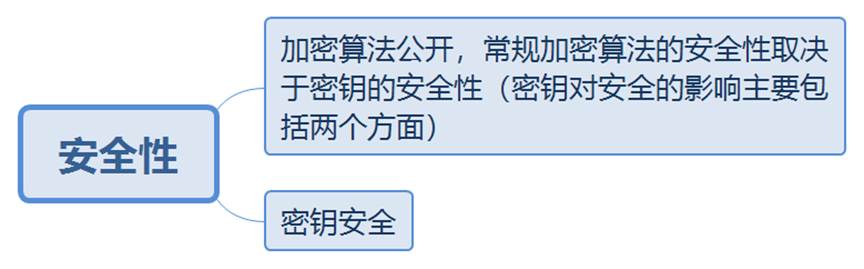 安全性
加密算法公开，常规加密算法的安全性取决
于密钥的安全性（密钥对安全的影响主要包
括两个方面）
密钥安全